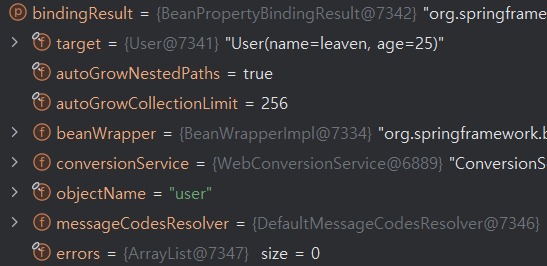 bindingResult = {BeanPropertyBindingResult@7342} "org.springframe
target = {User@7341} "User(name=leaven, age=25)"
autoGrowNestedPaths = true
autoGrowCollectionLimit = 256
beanWrapper = {BeanWrapperImpl@7334} "org.springframework.b
conversionService = {WebConversionService@6889} "ConversionS
objectName = "user"
messageCodesResolver = {DefaultMessageCodesResolver@7346}
errors = {ArrayList@7347} size = 0